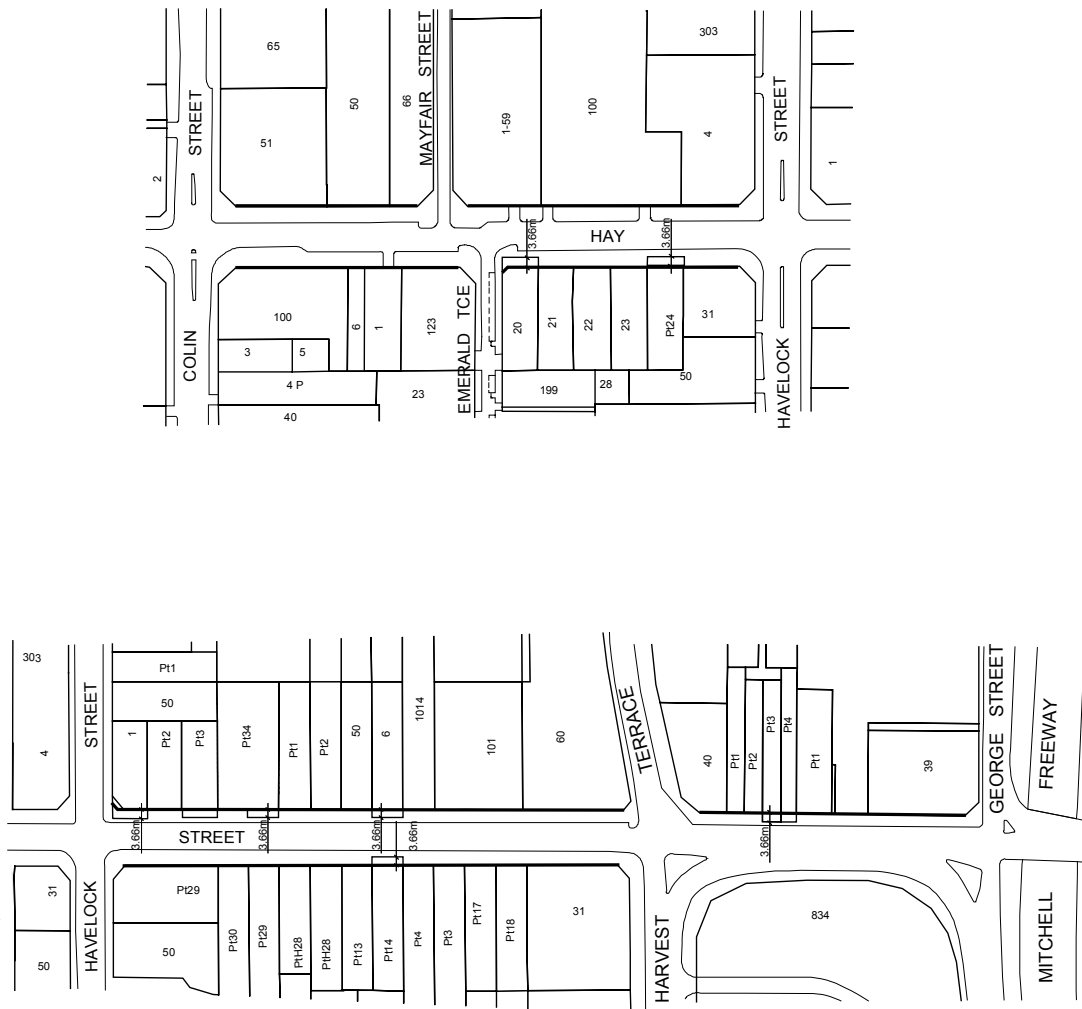 65
50
66
MAYFAIR STREET
1-59
100
303
4
STREET
51
2
STREET
1
3.66m
HAY
3.66m
COLIN
100
6
1
123
3
5
4 P
23
40
EMERALD TCE
20
21
22
23
Pt24
31
199
28
50
HAVELOCK
303
4
STREET
Pt1
50
1
Pt2
Pt3
Pt34
Pt1
Pt2
50
6
1014
101
60
TERRACE
40
Pt1
Pt2
Pt3
Pt4
Pt1
39
GEORGE STREET
FREEWAY
3.66m
STREET
3.66m
3.66m
3.66m
3.66m
31
50
HAVELOCK
Pt29
50
Pt30
Pt29
PtH28
PtH28
Pt13
Pt14
Pt4
Pt3
Pt17
Pt18
31
HARVEST
834
MITCHELL